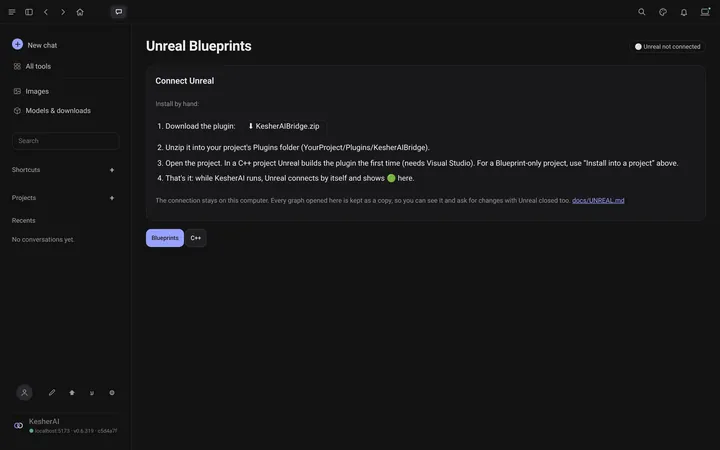 New chat
All tools
Images
Models & downloads
Search
Shortcuts
Projects
Recents
No conversations yet.
KesherAI
localhost:5173 · v0.6.319 · c5d4a7f
Unreal Blueprints
Unreal not connected
Connect Unreal
Install by hand:
1. Download the plugin: ⬇ KesherAIBridge.zip
2. Unzip it into your project's Plugins folder (YourProject/Plugins/KesherAIBridge).
3. Open the project. In a C++ project Unreal builds the plugin the first time (needs Visual Studio). For a Blueprint-only project, use “Install into a project” above.
4. That's it: while KesherAI runs, Unreal connects by itself and shows 🟢 here.
The connection stays on this computer. Every graph opened here is kept as a copy, so you can see it and ask for changes with Unreal closed too. docs/UNREAL.md
Blueprints
C++